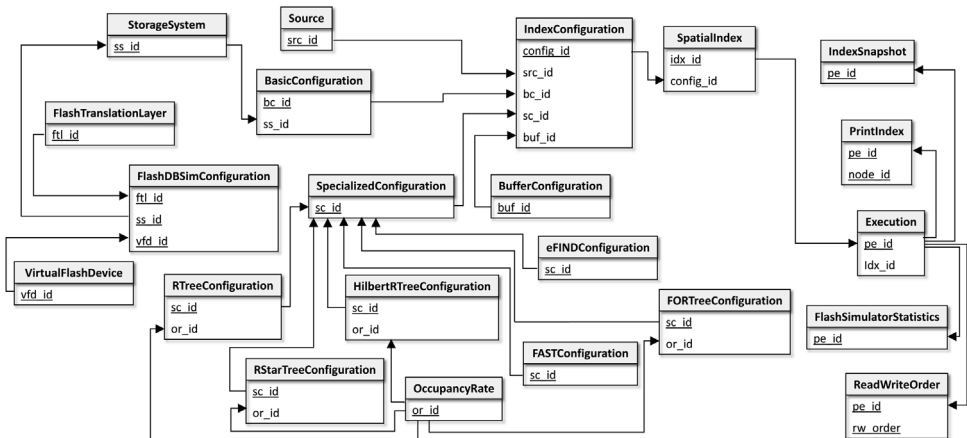 StorageSystem
ss_id
Source
src_id
IndexConfiguration
config_id
src_id
bc_id
sc_id
buf_id
SpatialIndex
idx_id
config_id
IndexSnapshot
pe_id
BasicConfiguration
bc_id
ss_id
FlashTranslationLayer
ftl_id
PrintIndex
pe_id
node_id
FlashDBSimConfiguration
ftl_id
ss_id
vfd_id
SpecializedConfiguration
sc_id
BufferConfiguration
buf_id
Execution
pe_id
Idx_id
eFINDConfiguration
sc_id
VirtualFlashDevice
vfd_id
RTreeConfiguration
sc_id
or_id
HilbertRTreeConfiguration
sc_id
or_id
FORTreeConfiguration
sc_id
or_id
FlashSimulatorStatistics
pe_id
RStarTreeConfiguration
sc_id
or_id
FASTConfiguration
sc_id
OccupancyRate
or_id
ReadWriteOrder
pe_id
rw_order